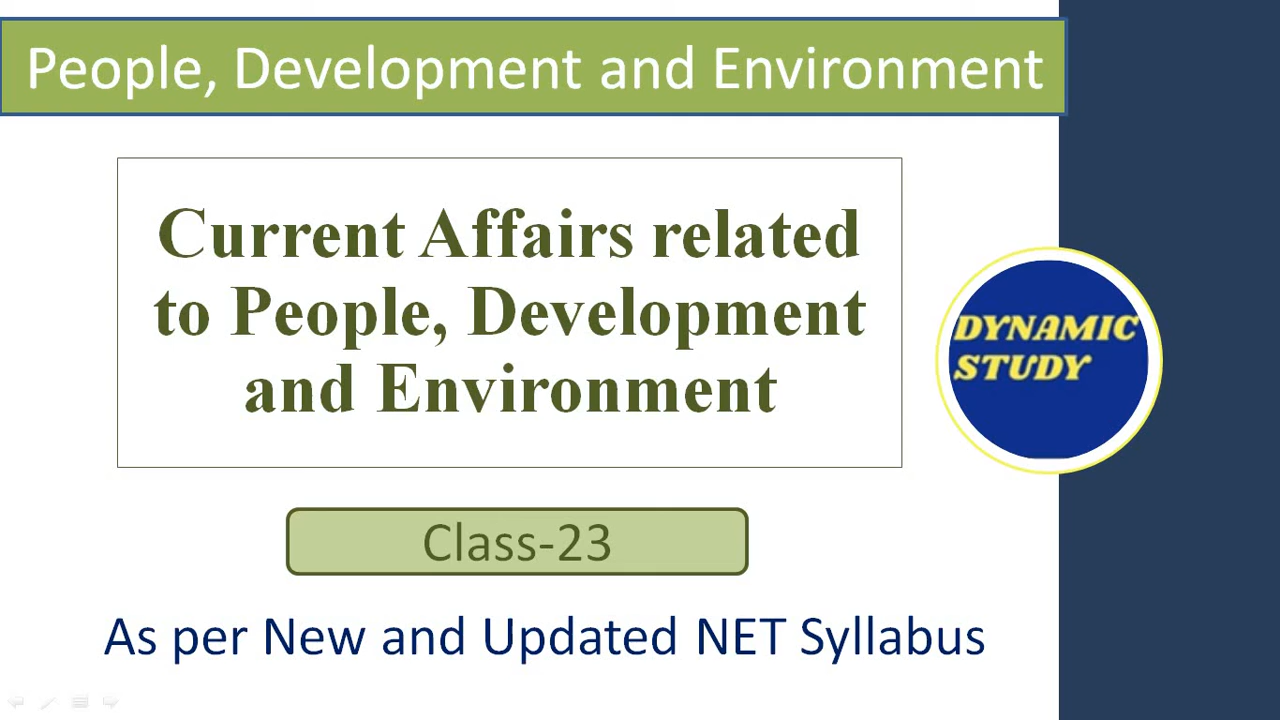 People, Development and Environment
Current Affairs related
to People, Development
and Environment
DYNAMIC
STUDY
Class-23
As per New and Updated NET Syllabus